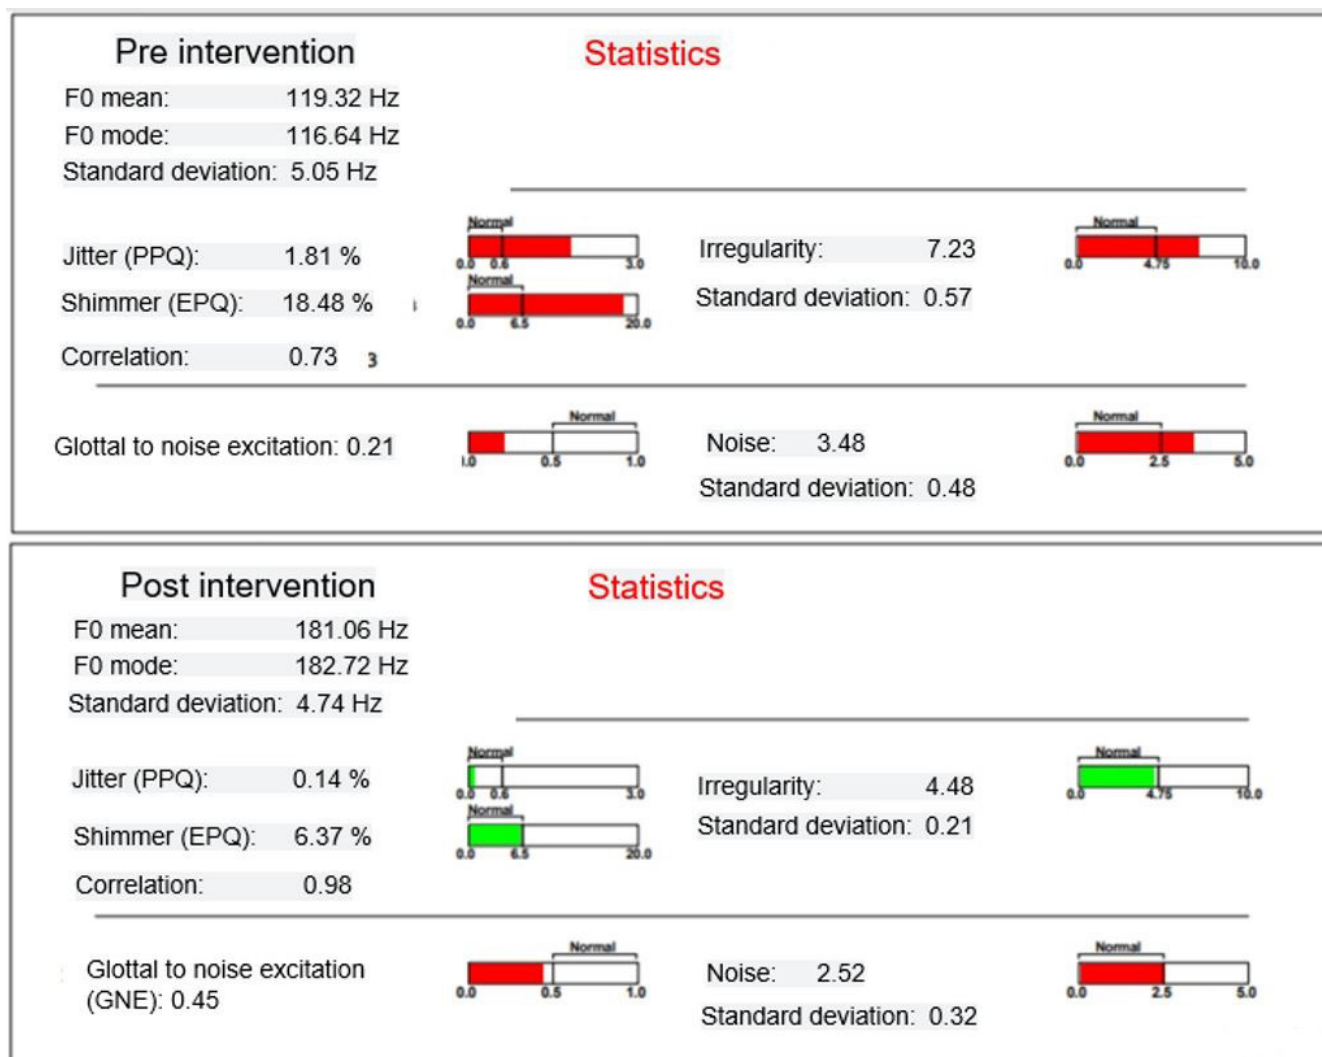 Pre intervention
Statistics
F0 mean: 119.32 Hz
F0 mode: 116.64 Hz
Standard deviation: 5.05 Hz
Jitter (PPQ): 1.81 %
Normal
0.0 0.6 3.0
Irregularity: 7.23
Normal
0.0 4.75 10.0
Shimmer (EPQ): 18.48 %
Normal
0.0 6.5 20.0
Standard deviation: 0.57
Correlation: 0.73 3
Glottal to noise excitation: 0.21
Normal
.0 0.5 1.0
Noise: 3.48
Normal
0.0 2.5 5.0
Standard deviation: 0.48
Post intervention
Statistics
F0 mean: 181.06 Hz
F0 mode: 182.72 Hz
Standard deviation: 4.74 Hz
Jitter (PPQ): 0.14 %
Normal
0.0 0.6 3.0
Irregularity: 4.48
Normal
0.0 4.75 10.0
Shimmer (EPQ): 6.37 %
Normal
0.0 6.5 20.0
Standard deviation: 0.21
Correlation: 0.98
Glottal to noise excitation
(GNE): 0.45
Normal
0.0 0.5 1.0
Noise: 2.52
Normal
0.0 2.5 5.0
Standard deviation: 0.32